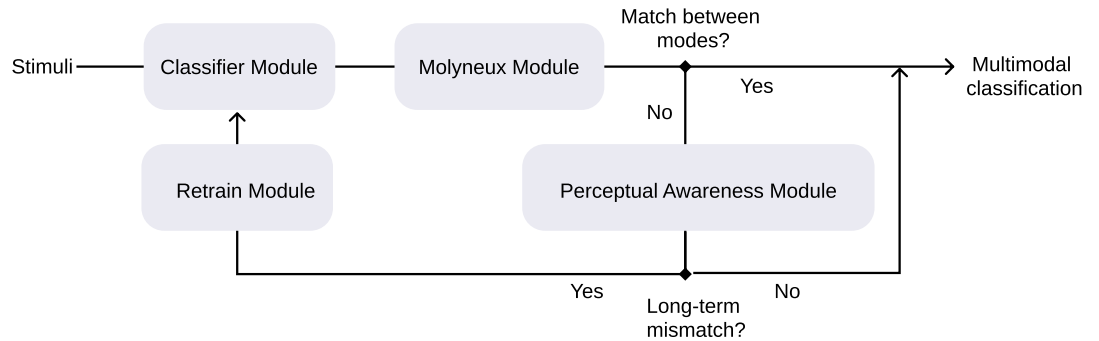 Match between
modes?
Stimuli
Classifier Module
Molyneux Module
Multimodal
classification
Yes
No
Retrain Module
Perceptual Awareness Module
Yes
No
Long-term
mismatch?